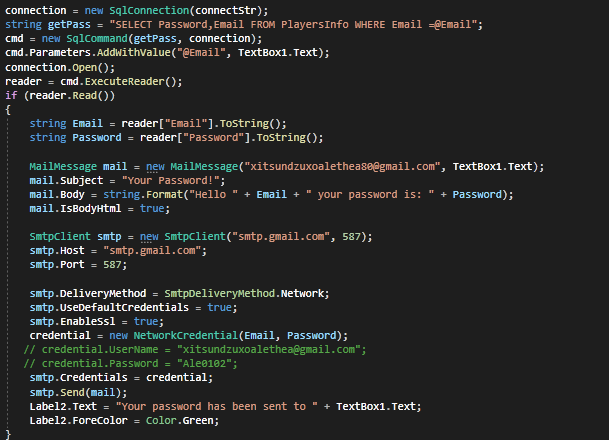 connection = new SqlConnection(connectStr);
string getPass = "SELECT Password,Email FROM PlayersInfo WHERE Email =@Email";
cmd = new SqlCommand(getPass, connection);
cmd.Parameters.AddWithValue("@Email", TextBox1.Text);
connection.Open();
reader = cmd.ExecuteReader();
if (reader.Read())
{
string Email = reader["Email"].ToString();
string Password = reader["Password"].ToString();
MailMessage mail = new MailMessage("xitsundzuxoalethea80@gmail.com", TextBox1.Text);
mail.Subject = "Your Password!";
mail.Body = string.Format("Hello " + Email + " your password is: " + Password);
mail.IsBodyHtml = true;
SmtpClient smtp = new SmtpClient("smtp.gmail.com", 587);
smtp.Host = "smtp.gmail.com";
smtp.Port = 587;
smtp.DeliveryMethod = SmtpDeliveryMethod.Network;
smtp.UseDefaultCredentials = true;
smtp.EnableSsl = true;
credential = new NetworkCredential(Email, Password);
// credential.UserName = "xitsundzuxoalethea@gmail.com";
// credential.Password = "Ale0102";
smtp.Credentials = credential;
smtp.Send(mail);
Label2.Text = "Your password has been sent to " + TextBox1.Text;
Label2.ForeColor = Color.Green;
}